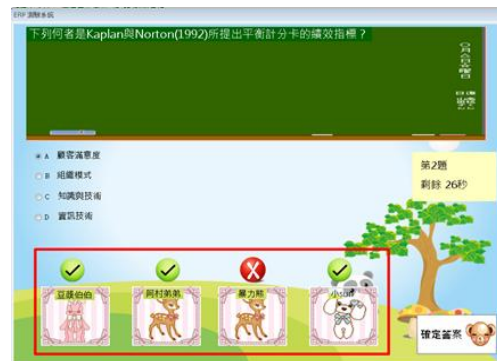 ERP 測驗系統
下列何者是Kaplan與Norton(1992)所提出平衡計分卡的績效指標？
A 顧客滿意度
B 組織模式
C 知識與技術
D 資訊技術
第2題
剩餘 26秒
豆漿伯伯
阿村弟弟
暴力熊
確定答案